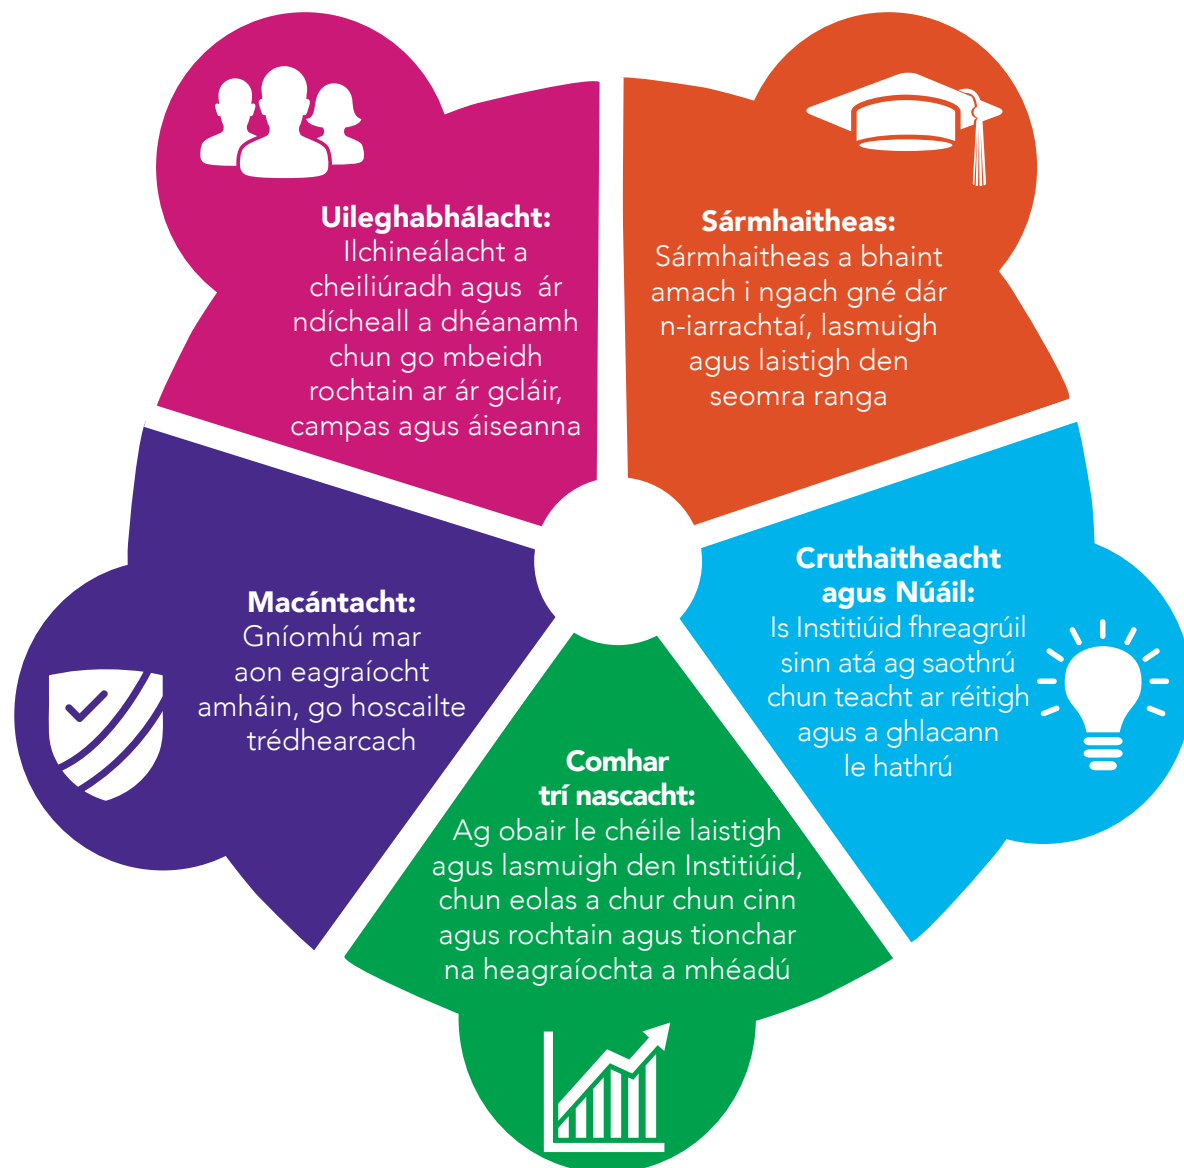 Uileghabhálacht:
Ilchineálacht a
cheiliúradh agus ár
ndícheall a dhéanamh
chun go mbeidh
rochtain ar ár gcláir,
campas agus áiseanna
Sármhaitheas:
Sármhaitheas a bhaint
amach i ngach gné dár
n-iarrachtaí, lasmuigh
agus laistigh den
seomra ranga
Cruthaitheacht
agus Núáil:
Is Institiúid fhreagrúil
sinn atá ag saothrú
chun teacht ar réitigh
agus a ghlacann
le hathrú
Comhar
trí nascacht:
Ag obair le chéile laistigh
agus lasmuigh den Institiúid,
chun eolas a chur chun cinn
agus rochtain agus tionchar
na heagraíochta a mhéadú
Macántacht:
Gníomhú mar
aon eagraíocht
amháin, go hoscailte
trédhearcach